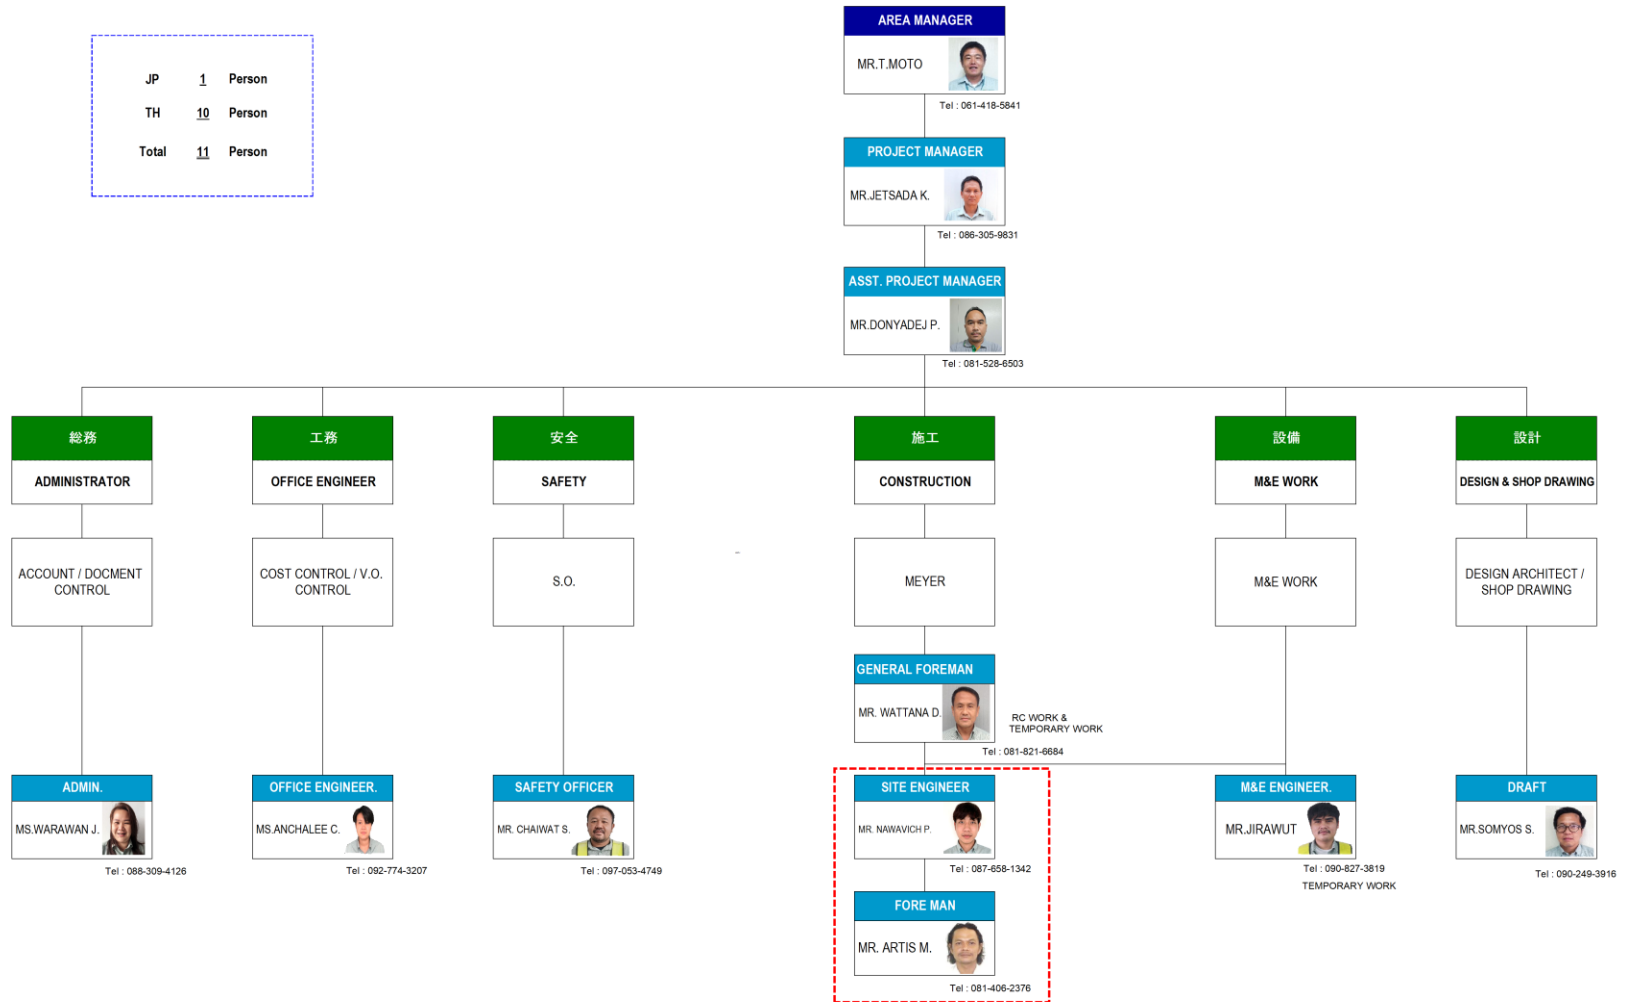 AREA MANAGER
MR.T.MOTO
Tel : 061-418-5841
JP 1 Person
TH 10 Person
Total 11 Person
PROJECT MANAGER
MR.JETSADA K.
Tel : 086-305-9831
ASST. PROJECT MANAGER
MR.DONYADEJ P.
Tel : 081-528-6503
総務
ADMINISTRATOR
ACCOUNT / DOCMENT
CONTROL
ADMIN.
MS.WARAWAN J.
Tel : 088-309-4126
工務
OFFICE ENGINEER
COST CONTROL / V.O.
CONTROL
OFFICE ENGINEER.
MS.ANCHALEE C.
Tel : 092-774-3207
安全
SAFETY
S.O.
SAFETY OFFICER
MR. CHAIWAT S.
Tel : 097-053-4749
施工
CONSTRUCTION
MEYER
GENERAL FOREMAN
MR. WATTANA D.
RC WORK &
TEMPORARY WORK
Tel : 081-821-6684
SITE ENGINEER
MR. NAWAVICH P.
Tel : 087-658-1342
FORE MAN
MR. ARTIS M.
Tel : 081-406-2376
設備
M&E WORK
M&E WORK
M&E ENGINEER.
MR.JIRAWUT
Tel : 090-827-3819
TEMPORARY WORK
設計
DESIGN & SHOP DRAWING
DESIGN ARCHITECT /
SHOP DRAWING
DRAFT
MR.SOMYOS S.
Tel : 090-249-3916